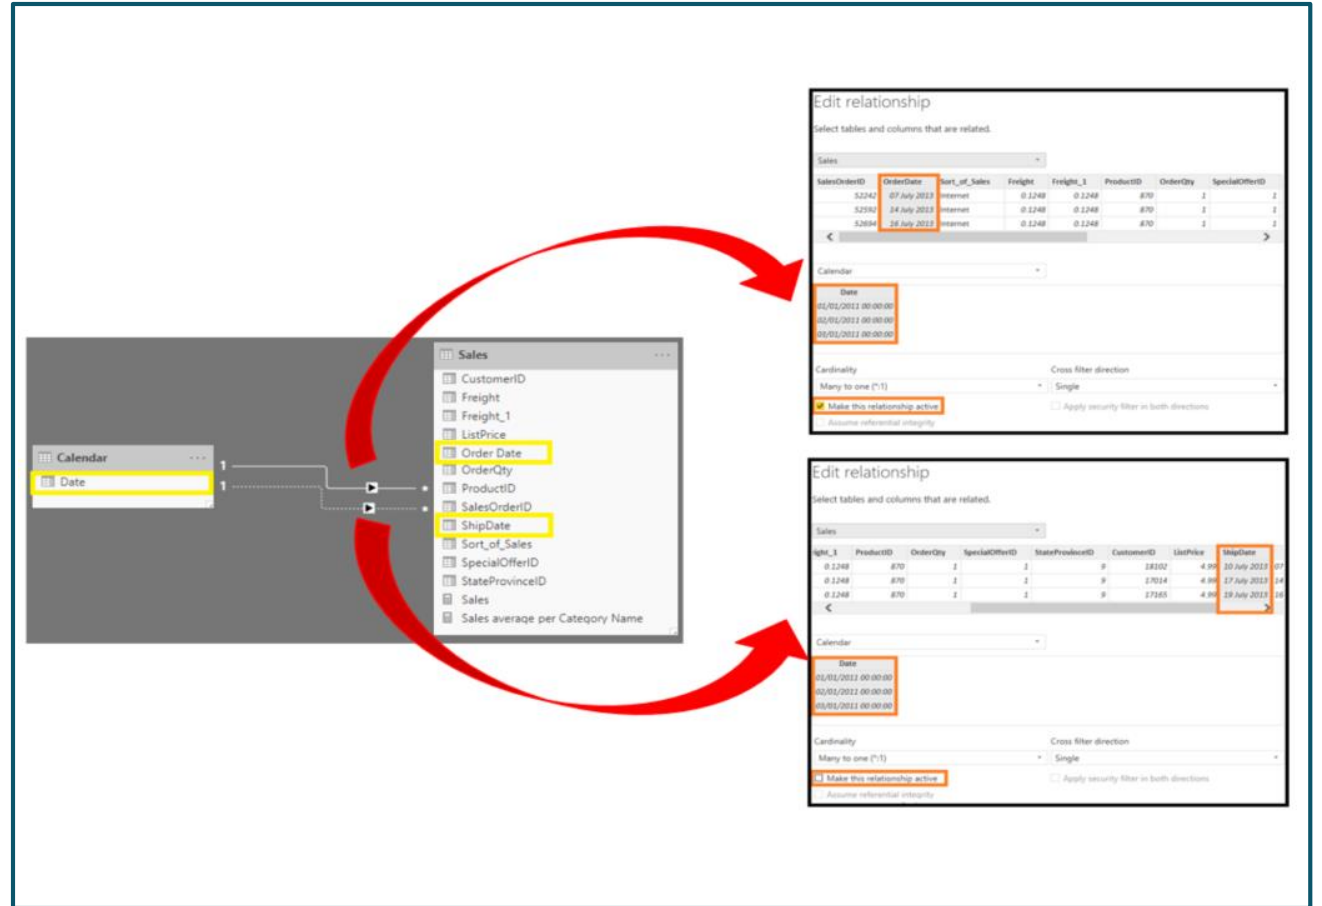 Calendar ...
1
Date
1
Sales ...
CustomerID
Freight
Freight_1
ListPrice
Order Date
OrderQty
ProductID
SalesOrderID
ShipDate
Sort_of_Sales
SpecialOfferID
StateProvinceID
Sales
Sales average per Category Name
Edit relationship
Select tables and columns that are related.
Sales
SalesOrderID OrderDate Sort_of_Sales Freight Freight_1 ProductID OrderQty SpecialOfferID
52242 07 July 2013 Internet 0.1248 0.1248 870 1 1
52592 14 July 2013 Internet 0.1248 0.1248 870 1 1
52694 16 July 2013 Internet 0.1248 0.1248 870 1 1
Calendar
Date
01/01/2011 00:00:00
02/01/2011 00:00:00
03/01/2011 00:00:00
Cardinality Cross filter direction
Many to one (*:1) Single
Make this relationship active Apply security filter in both directions
Assume referential integrity
Edit relationship
Select tables and columns that are related.
Sales
ight_1 ProductID OrderQty SpecialOfferID StateProvinceID CustomerID ListPrice ShipDate
0.1248 870 1 1 9 18102 4.99 10 July 2013 07
0.1248 870 1 1 9 17014 4.99 17 July 2013 14
0.1248 870 1 1 9 17165 4.99 19 July 2013 16
Calendar
Date
01/01/2011 00:00:00
02/01/2011 00:00:00
03/01/2011 00:00:00
Cardinality Cross filter direction
Many to one (*:1) Single
Make this relationship active Apply security filter in both directions
Assume referential integrity